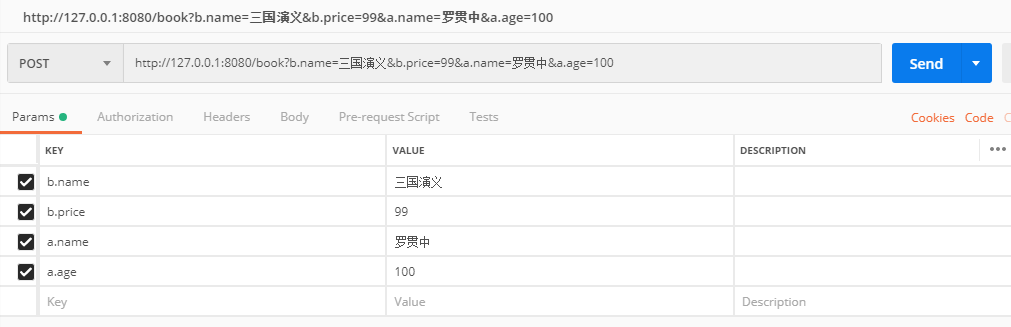 http://127.0.0.1:8080/book?b.name=三国演义&b.price=99&a.name=罗贯中&a.age=100
POST http://127.0.0.1:8080/book?b.name=三国演义&b.price=99&a.name=罗贯中&a.age=100 Send
Params Authorization Headers Body Pre-request Script Tests Cookies Code
KEY VALUE DESCRIPTION
b.name 三国演义
b.price 99
a.name 罗贯中
a.age 100
Key Value Description